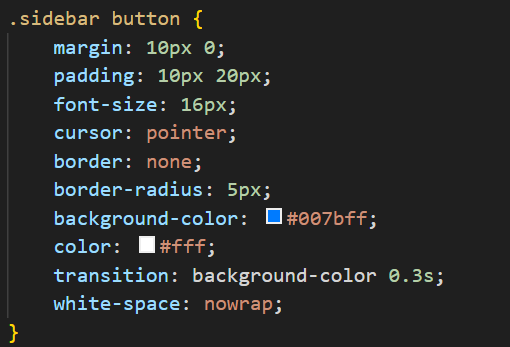 .sidebar button {
    margin: 10px 0;
    padding: 10px 20px;
    font-size: 16px;
    cursor: pointer;
    border: none;
    border-radius: 5px;
    background-color: #007bff;
    color: #fff;
    transition: background-color 0.3s;
    white-space: nowrap;
}